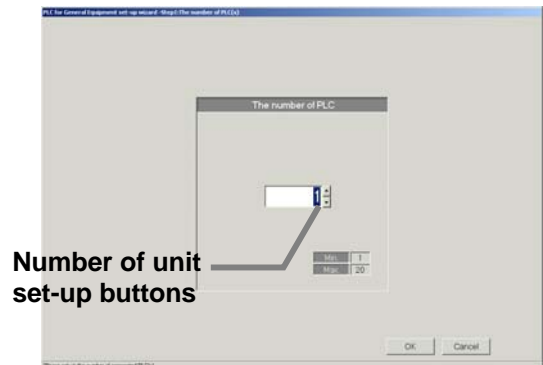 PLC for General Equipment set-up wizard -Step1:The number of PLC(s)
The number of PLC
1
Min. 1
Max. 20
Number of unit
set-up buttons
OK Cancel